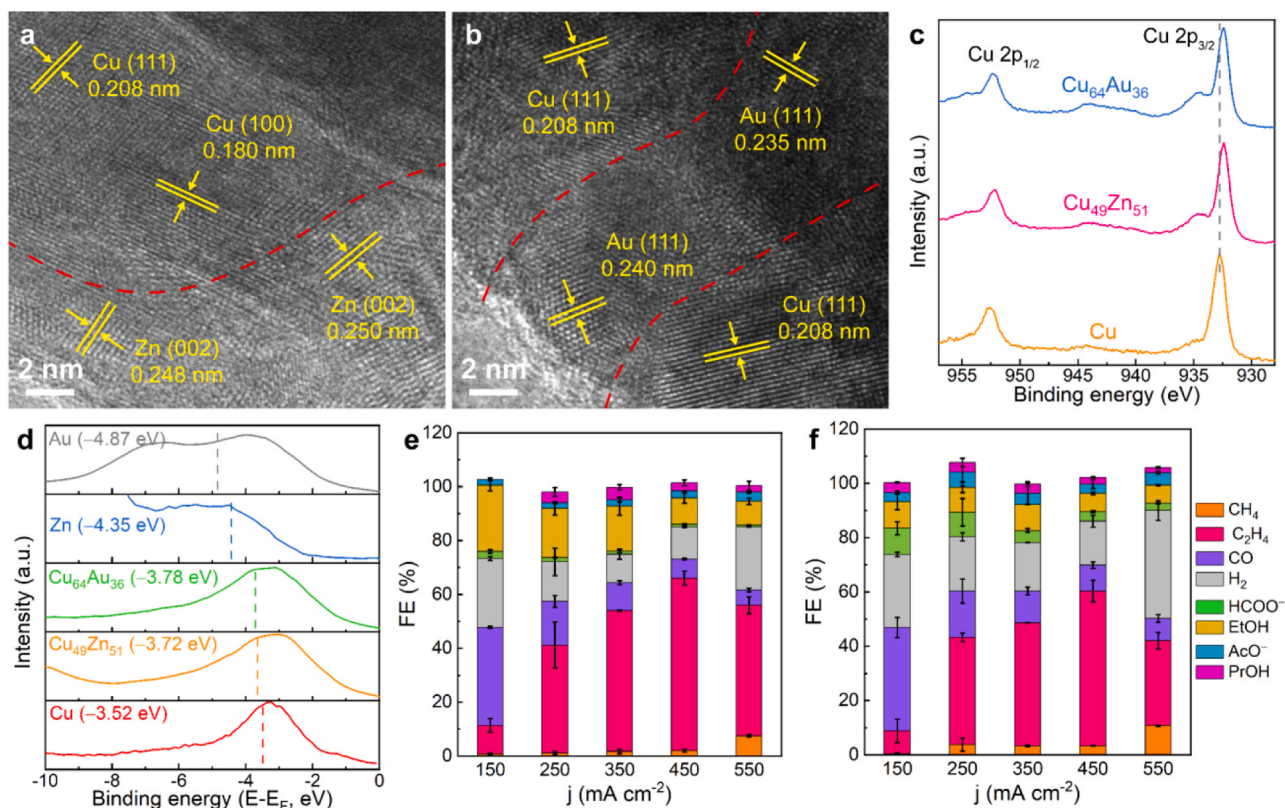 a
Cu (111)
0.208 nm
Cu (100)
0.180 nm
Zn (002)
0.250 nm
Zn (002)
0.248 nm
2 nm
b
Cu (111)
0.208 nm
Au (111)
0.235 nm
Au (111)
0.240 nm
Cu (111)
0.208 nm
2 nm
c
Cu 2p3/2
Cu 2p1/2
Cu64Au36
Cu49Zn51
Cu
Intensity (a.u.)
955 950 945 940 935 930
Binding energy (eV)
d
Au (−4.87 eV)
Zn (−4.35 eV)
Cu64Au36 (−3.78 eV)
Cu49Zn51 (−3.72 eV)
Cu (−3.52 eV)
Intensity (a.u.)
-10 -8 -6 -4 -2 0
Binding energy (E-EF, eV)
e
FE (%)
120
100
80
60
40
20
0
150 250 350 450 550
j (mA cm-2)
f
FE (%)
120
100
80
60
40
20
0
150 250 350 450 550
j (mA cm-2)
CH4
C2H4
CO
H2
HCOO−
EtOH
AcO−
PrOH